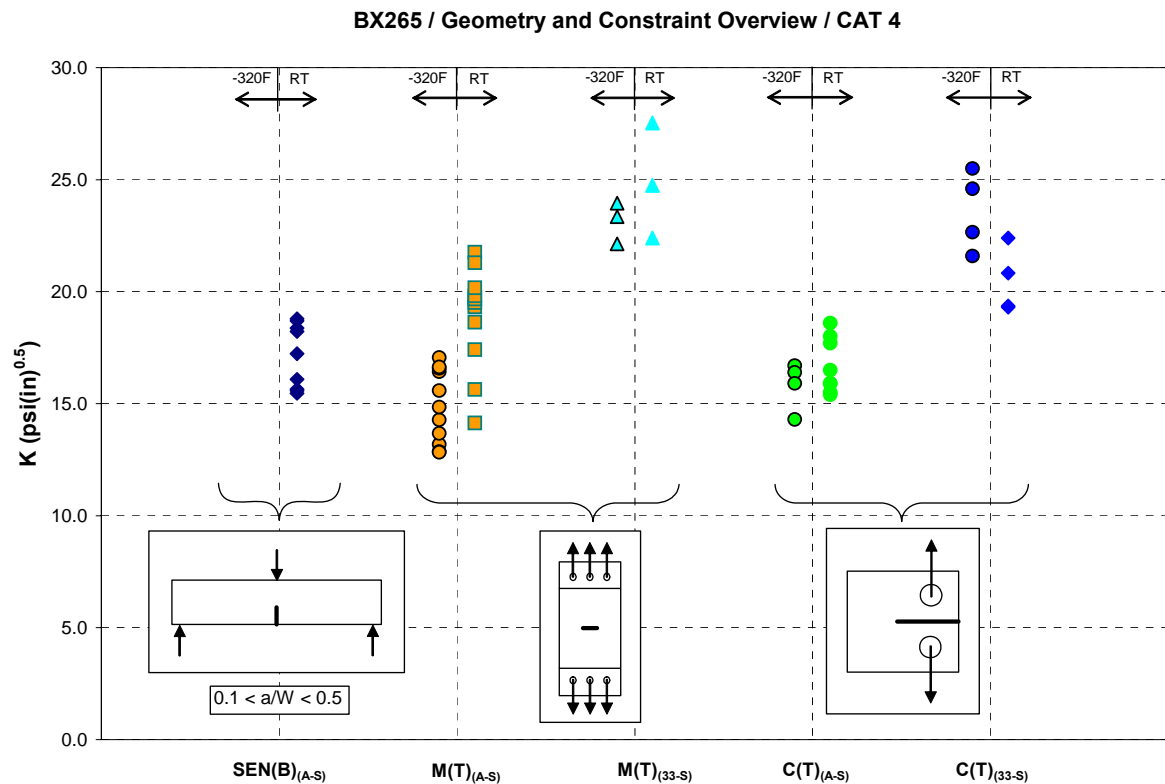 BX265 / Geometry and Constraint Overview / CAT 4
30.0
25.0
20.0
15.0
10.0
5.0
0.0
K (psi(in)^0.5)
-320F RT
-320F RT
-320F RT
-320F RT
-320F RT
0.1 < a/W < 0.5
SEN(B)(A-S) M(T)(A-S) M(T)(33-S) C(T)(A-S) C(T)(33-S)